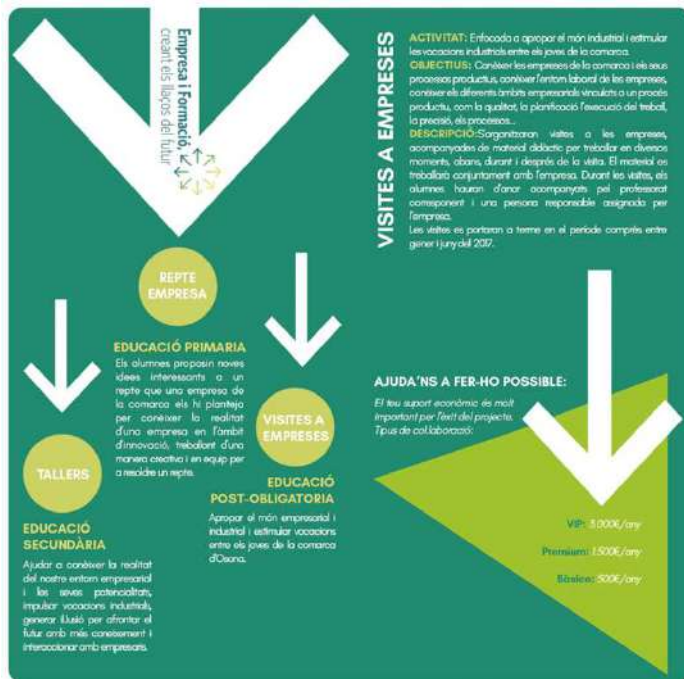 Empresa i Formació,
creant els llaços del futur
REPTE
EMPRESA
EDUCACIÓ PRIMARIA
Els alumnes proposin noves
idees interessants a un
repte que una empresa de
la comarca els hi planteja
per conèixer la realitat
d'una empresa en l'àmbit
d'innovació, treballant d'una
manera creativa i en equip per
a resoldre un repte.
TALLERS
EDUCACIÓ
SECUNDÀRIA
Ajudar a conèixer la realitat
del nostre entorn empresarial
i les seves potencialitats,
impulsar vocacions industrials,
generar il·lusió per afrontar el
futur amb més coneixement i
interaccionar amb empresaris.
VISITES A
EMPRESES
EDUCACIÓ
POST-OBLIGATORIA
Apropar el món empresarial i
industrial i estimular vocacions
entre els joves de la comarca
d'Osona.
VISITES A EMPRESES
ACTIVITAT: Enfocada a apropar el món industrial i estimular
les vocacions industrials entre els joves de la comarca.
OBJECTIUS: Conèixer les empreses de la comarca i els seus
processos productius, conèixer l'entorn laboral de les empreses,
conèixer els diferents àmbits empresarials vinculats a un procés
productiu, com la qualitat, la planificació l'execució del treball,
la precisió, els processos...
DESCRIPCIÓ:S'organitzaran visites a les empreses,
acompanyades de material didàctic per treballar en diversos
moments, abans, durant i després de la visita. El material es
treballarà conjuntament amb l'empresa. Durant les visites, els
alumnes hauran d'anar acompanyats pel professorat
corresponent i una persona responsable assignada per
l'empresa.
Les visites es portaran a terme en el període comprès entre
gener i juny del 2017.
AJUDA'NS A FER-HO POSSIBLE:
El teu suport econòmic és molt
important per l'èxit del projecte.
Tipus de col.laboració:
VIP: 3.000€/any
Premium: 1.500€/any
Bàsica: 500€/any